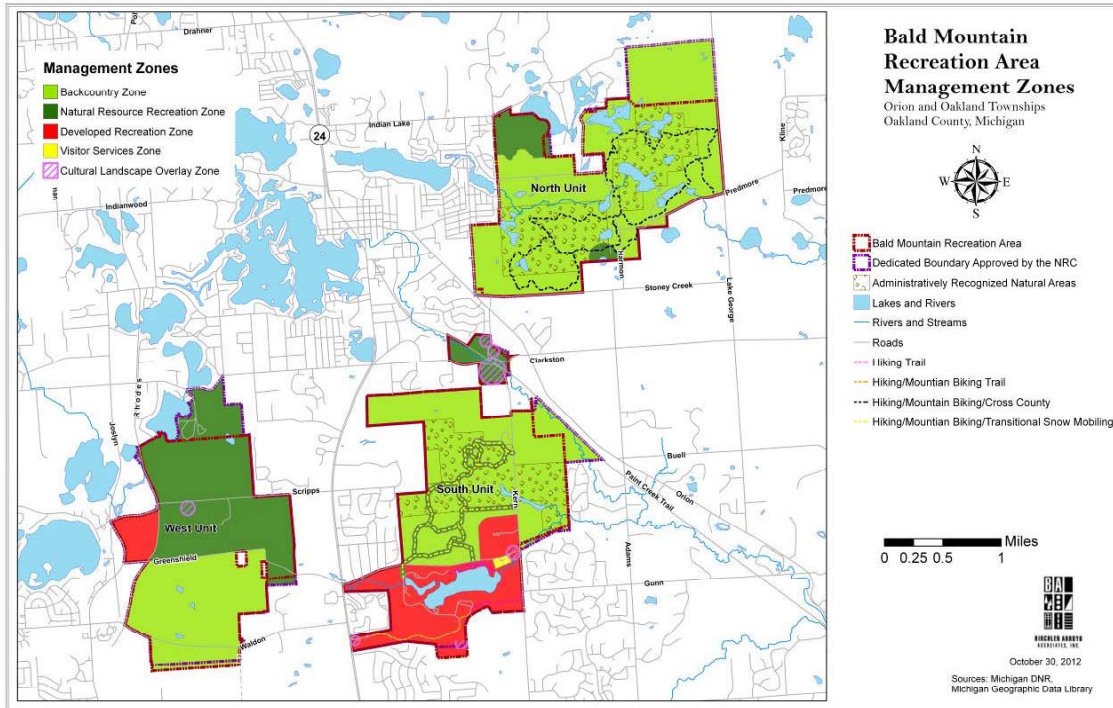 Drahner
Management Zones
Backcountry Zone
Natural Resource Recreation Zone
Developed Recreation Zone
Visitor Services Zone
Cultural Landscape Overlay Zone
24
Indian Lake
Kline
North Unit
Predmore
Predmore
Indianwood
Harmon
Stoney Creek
Lake George
Clarkston
Rhodes
Joslyn
Buell
Scripps
South Unit
Kern
Paint Creek Trail
Orion
West Unit
Greenshield
Adams
Gunn
Waldon
Bald Mountain
Recreation Area
Management Zones
Orion and Oakland Townships
Oakland County, Michigan
N
W E
S
Bald Mountain Recreation Area
Dedicated Boundary Approved by the NRC
Administratively Recognized Natural Areas
Lakes and Rivers
Rivers and Streams
Roads
Hiking Trail
Hiking/Mountian Biking Trail
Hiking/Mountain Biking/Cross County
Hiking/Mountian Biking/Transitional Snow Mobiling
Miles
0 0.25 0.5 1
BIRCHLER ARROYO
ASSOCIATES, INC.
October 30, 2012
Sources: Michigan DNR,
Michigan Geographic Data Library